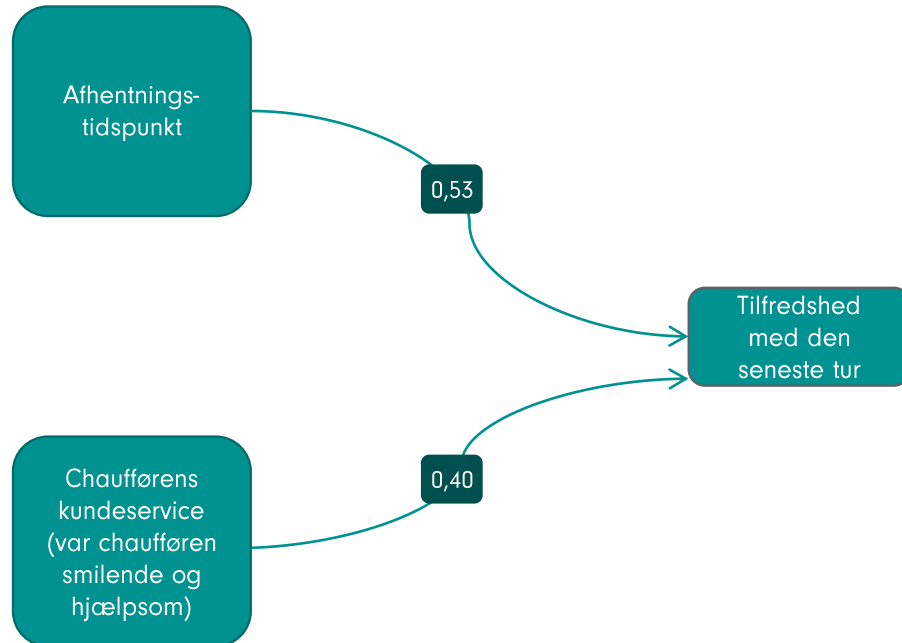 Afhentnings-
tidspunkt
0,53
Tilfredshed
med den
seneste tur
0,40
Chaufførens
kundeservice
(var chaufføren
smilende og
hjælpsom)